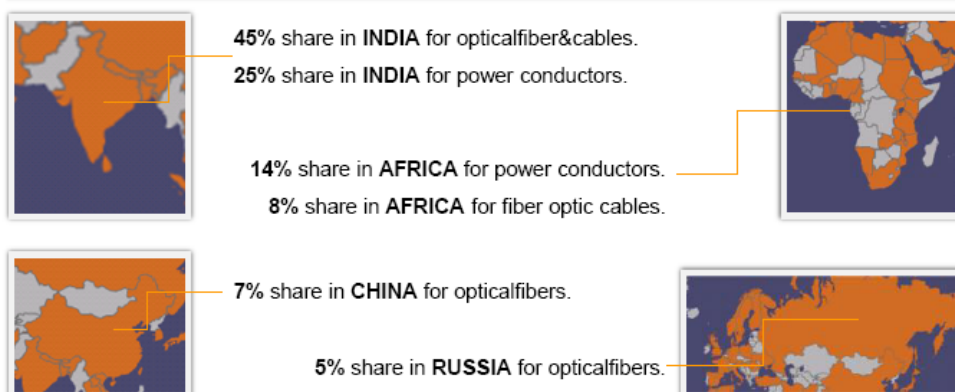 45% share in INDIA for opticalfiber&cables.
25% share in INDIA for power conductors.
14% share in AFRICA for power conductors.
8% share in AFRICA for fiber optic cables.
7% share in CHINA for opticalfibers.
5% share in RUSSIA for opticalfibers.